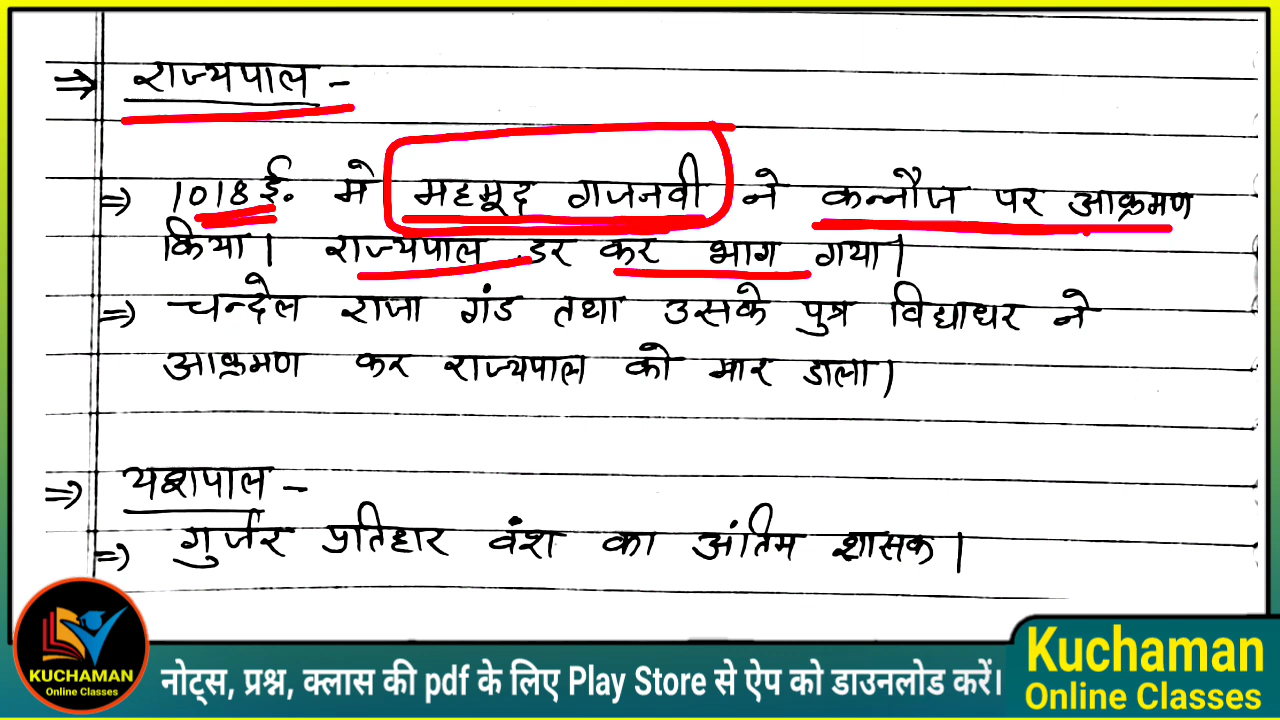 ⇒ राज्यपाल -
⇒ 1018 ई. मे महमूद गजनवी ने कन्नौज पर आक्रमण
किया। राज्यपाल डर कर भाग गया।
⇒ चन्देल राजा गंड तथा उसके पुत्र विद्याधर ने
आक्रमण कर राज्यपाल को मार डाला।
⇒ यशपाल -
⇒ गुर्जर प्रतिहार वंश का अंतिम शासक।
KUCHAMAN
Online Classes
नोट्स, प्रश्न, क्लास की pdf के लिए Play Store से ऐप को डाउनलोड करें।
Kuchaman
Online Classes